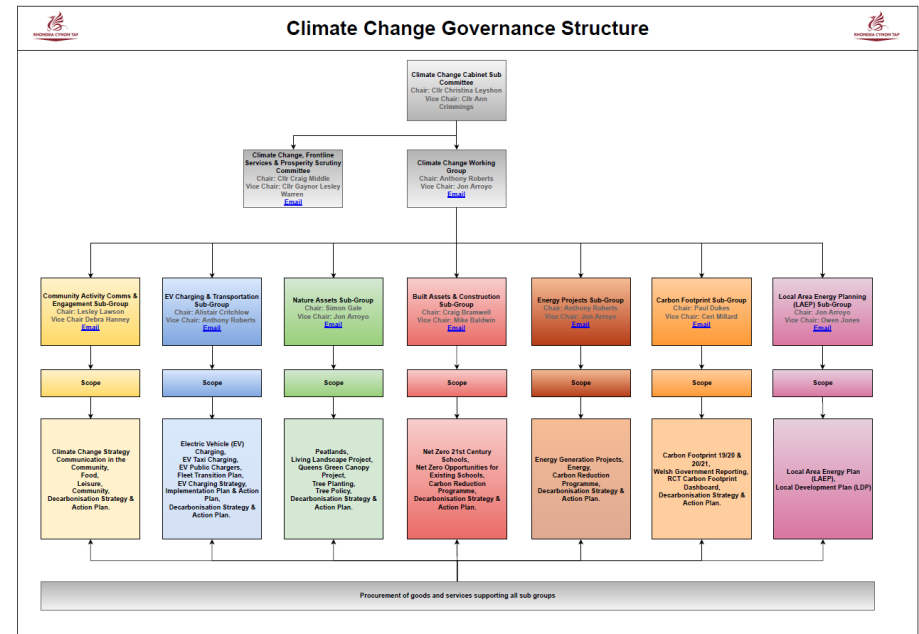 RHONDDA CYNON TAF
Climate Change Governance Structure
RHONDDA CYNON TAF
Climate Change Cabinet Sub
Committee
Chair: Cllr Christina Leyshon
Vice Chair: Cllr Ann
Crimmings
Climate Change, Frontline
Services & Prosperity Scrutiny
Committee
Chair: Cllr Craig Middle
Vice Chair: Cllr Gaynor Lesley
Warren
Email
Climate Change Working
Group
Chair: Anthony Roberts
Vice Chair: Jon Arroyo
Email
Community Activity Comms &
Engagement Sub-Group
Chair: Lesley Lawson
Vice Chair Debra Hanney
Email
EV Charging & Transportation
Sub-Group
Chair: Alistair Critchlow
Vice Chair: Anthony Roberts
Email
Nature Assets Sub-Group
Chair: Simon Gale
Vice Chair: Jon Arroyo
Email
Built Assets & Construction
Sub-Group
Chair: Craig Bramwell
Vice Chair: Mike Baldwin
Email
Energy Projects Sub-Group
Chair: Anthony Roberts
Vice Chair: Jon Arroyo
Email
Carbon Footprint Sub-Group
Chair: Paul Dukes
Vice Chair: Ceri Millard
Email
Local Area Energy Planning
(LAEP) Sub-Group
Chair: Jon Arroyo
Vice Chair: Owen Jones
Email
Scope
Scope
Scope
Scope
Scope
Scope
Scope
Climate Change Strategy
Communication in the
Community,
Food,
Leisure,
Community,
Decarbonisation Strategy &
Action Plan.
Electric Vehicle (EV)
Charging,
EV Taxi Charging,
EV Public Chargers,
Fleet Transition Plan,
EV Charging Strategy,
Implementation Plan & Action
Plan,
Decarbonisation Strategy &
Action Plan.
Peatlands,
Living Landscape Project,
Queens Green Canopy
Project,
Tree Planting,
Tree Policy,
Decarbonisation Strategy &
Action Plan.
Net Zero 21st Century
Schools,
Net Zero Opportunities for
Existing Schools,
Carbon Reduction
Programme,
Decarbonisation Strategy &
Action Plan.
Energy Generation Projects,
Energy,
Carbon Reduction
Programme,
Decarbonisation Strategy &
Action Plan.
Carbon Footprint 19/20 &
20/21,
Welsh Government Reporting,
RCT Carbon Footprint
Dashboard,
Decarbonisation Strategy &
Action Plan.
Local Area Energy Plan
(LAEP),
Local Development Plan (LDP)
Procurement of goods and services supporting all sub groups